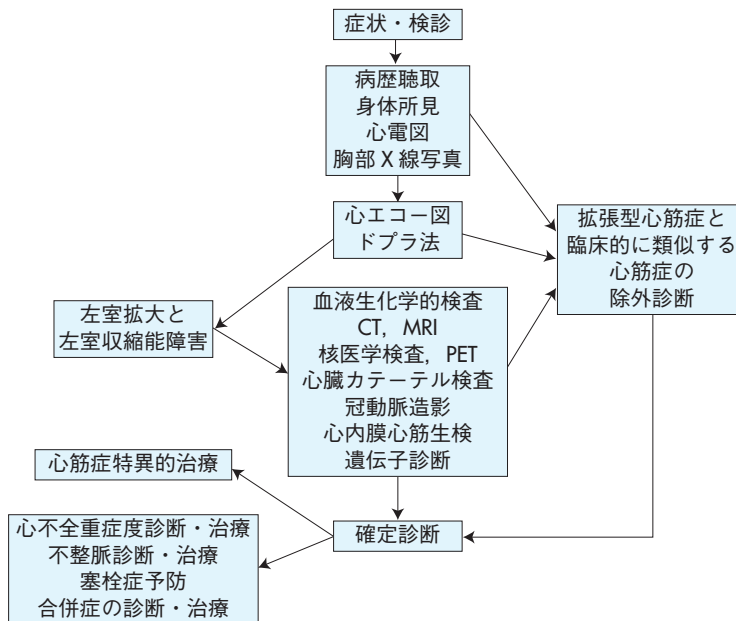 症状・検診
病歴聴取
身体所見
心電図
胸部 X 線写真
心エコー図
ドプラ法
拡張型心筋症と
臨床的に類似する
心筋症の
除外診断
左室拡大と
左室収縮能障害
血液生化学的検査
CT，MRI
核医学検査，PET
心臓カテーテル検査
冠動脈造影
心内膜心筋生検
遺伝子診断
心筋症特異的治療
確定診断
心不全重症度診断・治療
不整脈診断・治療
塞栓症予防
合併症の診断・治療